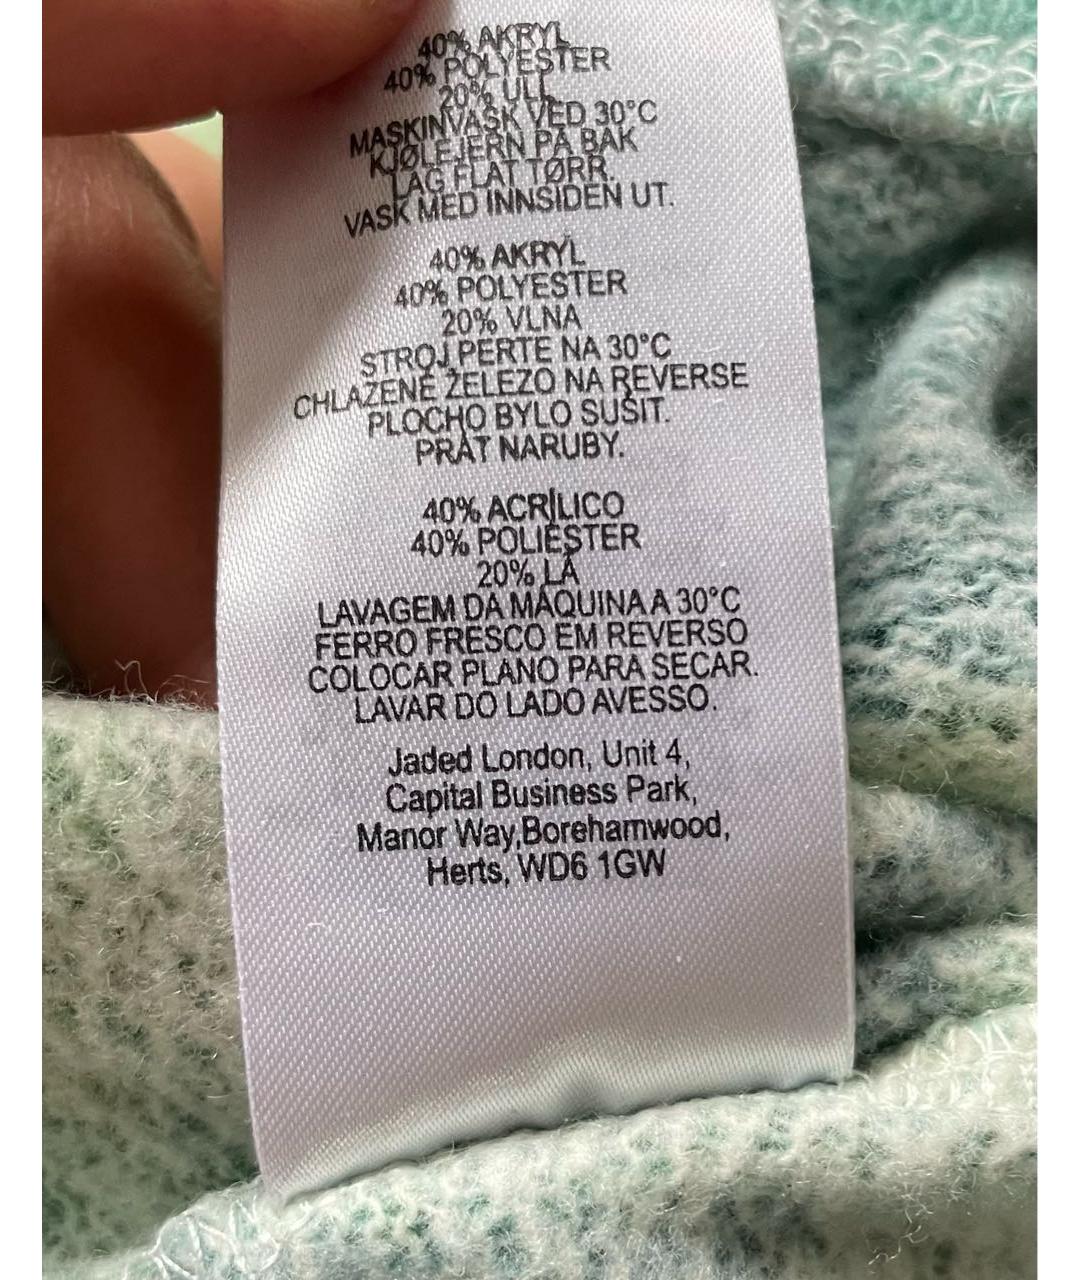 40% AKRYL
40% POLYESTER
20% ULL
MASKINVASK VED 30°C
KJØLEJERN PÅ BAK
LAG FLAT TØRR.
VASK MED INNSIDEN UT.
40% AKRYL
40% POLYESTER
20% VLNA
STROJ PERTE NA 30°C
CHLAZENÉ ŽELEZO NA REVERSE
PLOCHO BYLO SUŠIT.
PRÁT NARUBY.
40% ACRÍLICO
40% POLIÉSTER
20% LÃ
LAVAGEM DA MÁQUINA A 30°C
FERRO FRESCO EM REVERSO
COLOCAR PLANO PARA SECAR.
LAVAR DO LADO AVESSO.
Jaded London, Unit 4,
Capital Business Park,
Manor Way,Borehamwood,
Herts, WD6 1GW